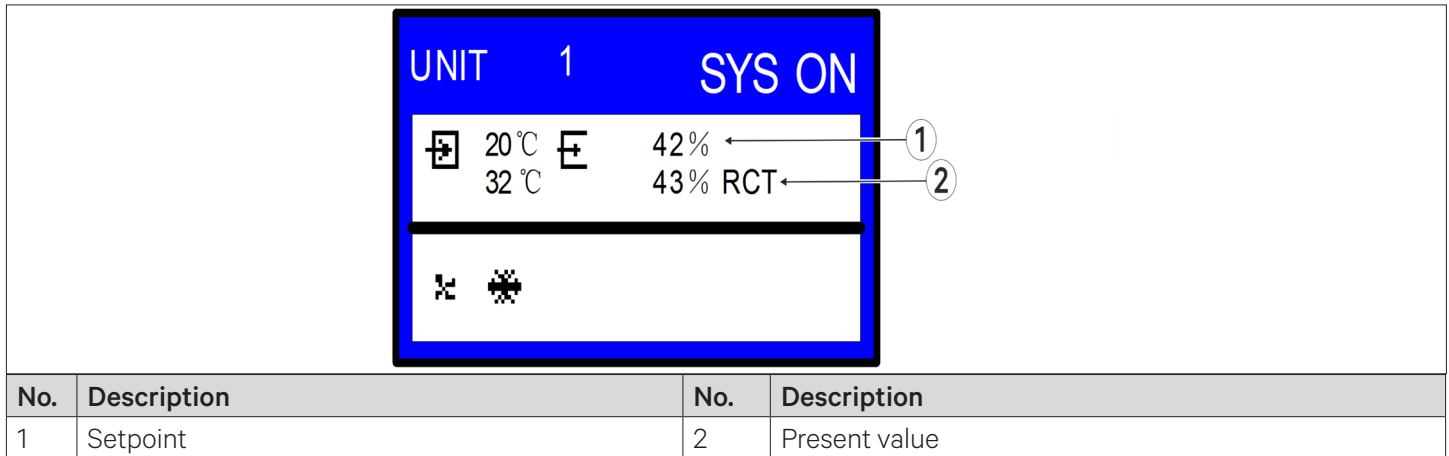 UNIT 1 SYS ON
20℃ 42% 1
32℃ 43% RCT 2
No. Description No. Description
1 Setpoint 2 Present value